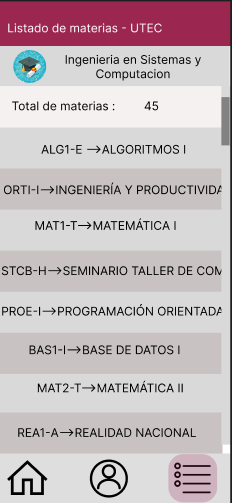 Listado de materias - UTEC
Ingenieria en Sistemas y
Computacion
Total de materias : 45
ALG1-E →ALGORITMOS I
ORTI-I→INGENIERÍA Y PRODUCTIVIDA
MAT1-T→MATEMÁTICA I
STCB-H→SEMINARIO TALLER DE COM
PROE-I→PROGRAMACIÓN ORIENTADA
BAS1-I→BASE DE DATOS I
MAT2-T→MATEMÁTICA II
REA1-A→REALIDAD NACIONAL